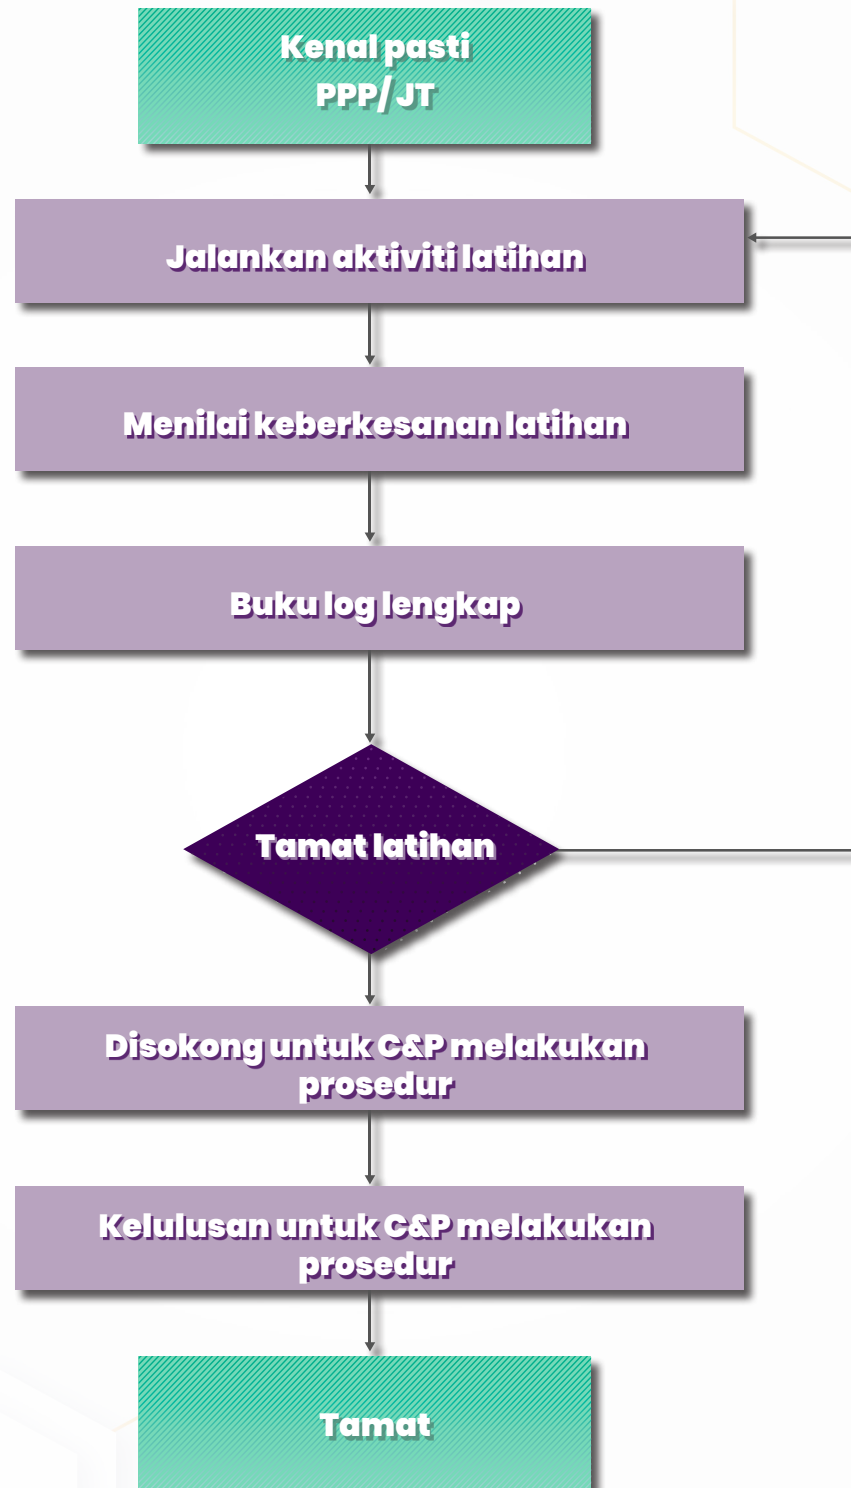 Kenal pasti
PPP/JT
Jalankan aktiviti latihan
Menilai keberkesanan latihan
Buku log lengkap
Tamat latihan
Disokong untuk C&P melakukan
prosedur
Kelulusan untuk C&P melakukan
prosedur
Tamat